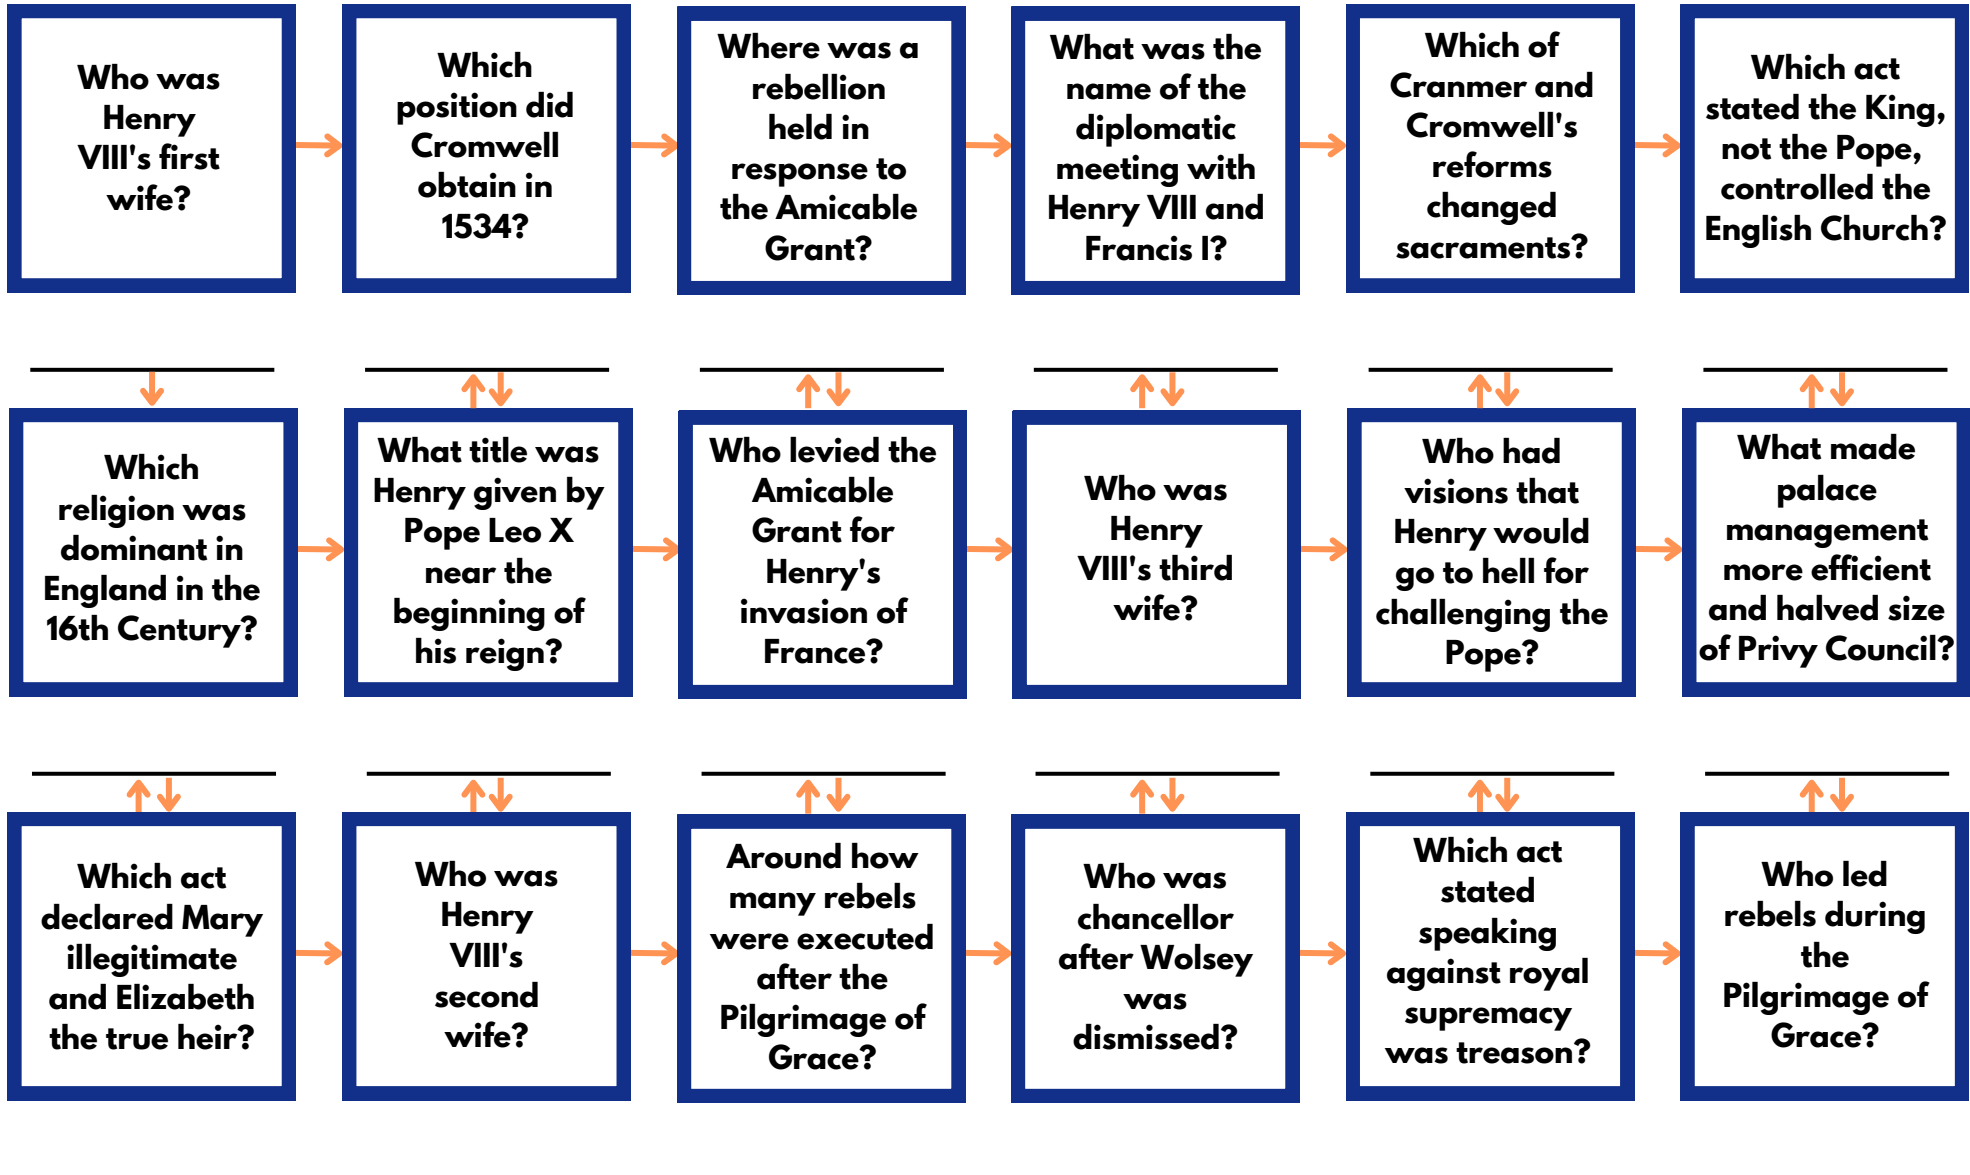 Who was
Henry
VIII's first
wife?
Which
position did
Cromwell
obtain in
1534?
Where was a
rebellion
held in
response to
the Amicable
Grant?
What was the
name of the
diplomatic
meeting with
Henry VIII and
Francis I?
Which of
Cranmer and
Cromwell's
reforms
changed
sacraments?
Which act
stated the King,
not the Pope,
controlled the
English Church?
Which
religion was
dominant in
England in the
16th Century?
What title was
Henry given by
Pope Leo X
near the
beginning of
his reign?
Who levied the
Amicable
Grant for
Henry's
invasion of
France?
Who was
Henry
VIII's third
wife?
Who had
visions that
Henry would
go to hell for
challenging the
Pope?
What made
palace
management
more efficient
and halved size
of Privy Council?
Which act
declared Mary
illegitimate
and Elizabeth
the true heir?
Who was
Henry
VIII's
second
wife?
Around how
many rebels
were executed
after the
Pilgrimage of
Grace?
Who was
chancellor
after Wolsey
was
dismissed?
Which act
stated
speaking
against royal
supremacy
was treason?
Who led
rebels during
the
Pilgrimage of
Grace?